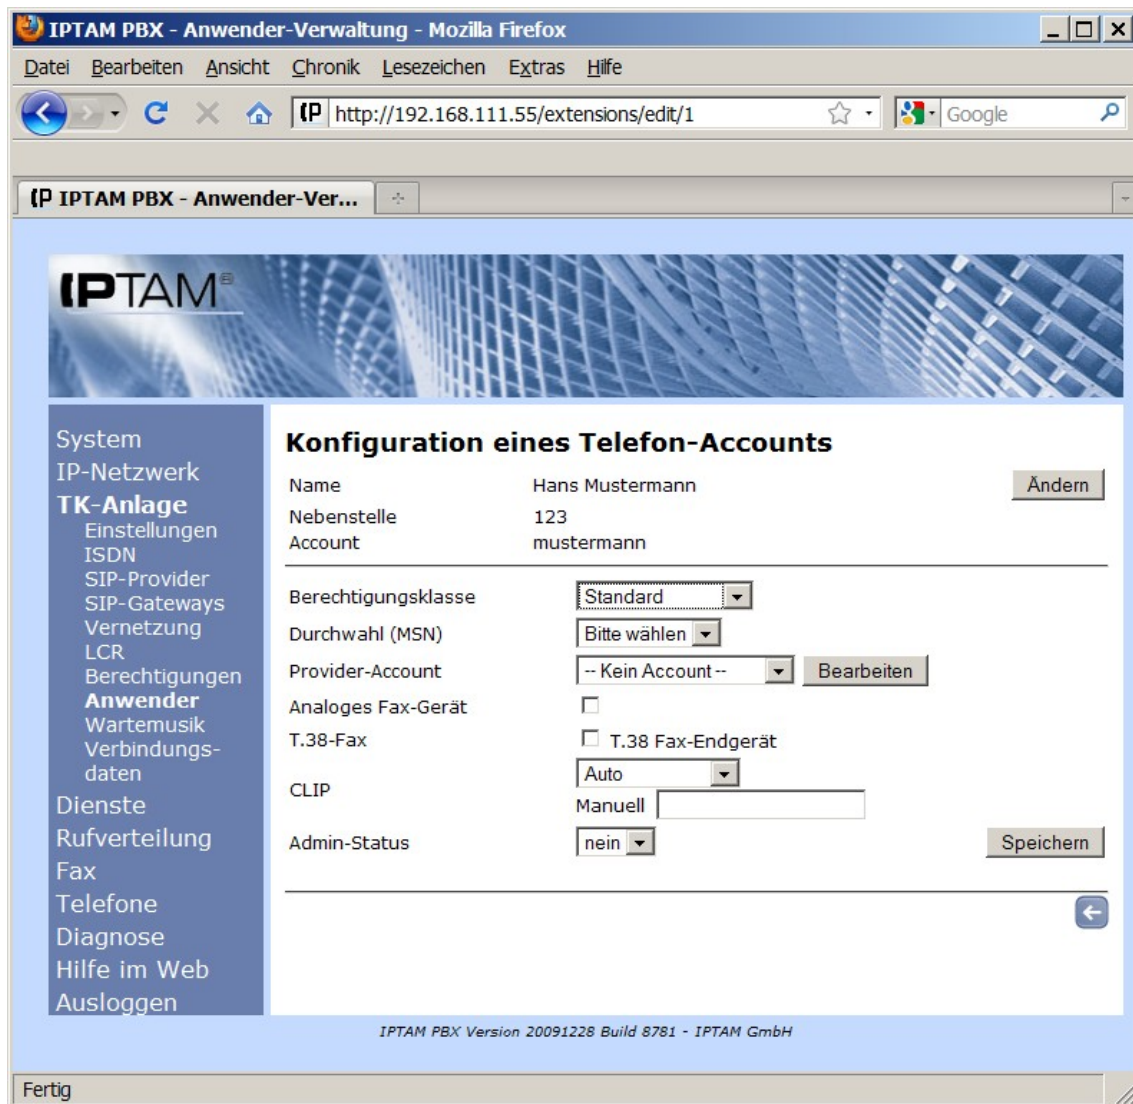 IPTAM PBX - Anwender-Verwaltung - Mozilla Firefox
Datei Bearbeiten Ansicht Chronik Lesezeichen Extras Hilfe
http://192.168.111.55/extensions/edit/1 Google
IPTAM PBX - Anwender-Ver...
IPTAM®
System
IP-Netzwerk
TK-Anlage
Einstellungen
ISDN
SIP-Provider
SIP-Gateways
Vernetzung
LCR
Berechtigungen
Anwender
Wartemusik
Verbindungs-
daten
Dienste
Rufverteilung
Fax
Telefone
Diagnose
Hilfe im Web
Ausloggen
Konfiguration eines Telefon-Accounts
Name Hans Mustermann Ändern
Nebenstelle 123
Account mustermann
Berechtigungsklasse Standard
Durchwahl (MSN) Bitte wählen
Provider-Account -- Kein Account -- Bearbeiten
Analoges Fax-Gerät
T.38-Fax T.38 Fax-Endgerät
CLIP Auto
Manuell
Admin-Status nein Speichern
IPTAM PBX Version 20091228 Build 8781 - IPTAM GmbH
Fertig